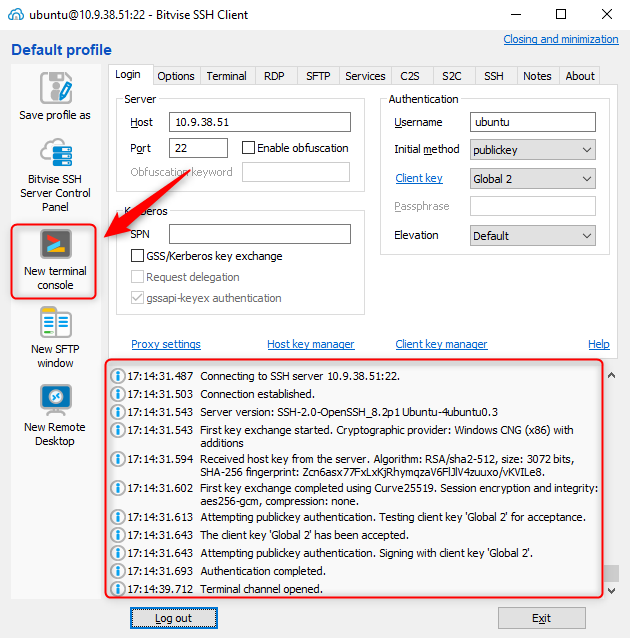 ubuntu@10.9.38.51:22 - Bitvise SSH Client
Default profile
Closing and minimization
Save profile as
Bitvise SSH
Server Control
Panel
New terminal
console
New SFTP
window
New Remote
Desktop
Login Options Terminal RDP SFTP Services C2S S2C SSH Notes About
Server
Host 10.9.38.51
Port 22 Enable obfuscation
Obfuscation keyword
Kerberos
SPN
GSS/Kerberos key exchange
Request delegation
gssapi-keyex authentication
Authentication
Username ubuntu
Initial method publickey
Client key Global 2
Passphrase
Elevation Default
Proxy settings Host key manager Client key manager Help
17:14:31.487 Connecting to SSH server 10.9.38.51:22.
17:14:31.503 Connection established.
17:14:31.543 Server version: SSH-2.0-OpenSSH_8.2p1 Ubuntu-4ubuntu0.3
17:14:31.543 First key exchange started. Cryptographic provider: Windows CNG (x86) with
additions
17:14:31.594 Received host key from the server. Algorithm: RSA/sha2-512, size: 3072 bits,
SHA-256 fingerprint: Zcn6asx77FxLxKjRhymqzaV6FlJlV4zuuxo/vKVILe8.
17:14:31.602 First key exchange completed using Curve25519. Session encryption and integrity:
aes256-gcm, compression: none.
17:14:31.613 Attempting publickey authentication. Testing client key 'Global 2' for acceptance.
17:14:31.643 The client key 'Global 2' has been accepted.
17:14:31.643 Attempting publickey authentication. Signing with client key 'Global 2'.
17:14:31.693 Authentication completed.
17:14:39.712 Terminal channel opened.
Log out Exit